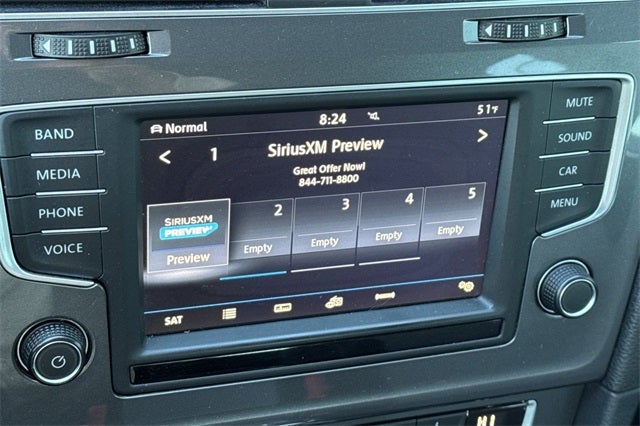 BAND
MEDIA
PHONE
VOICE
Normal
8:24
51°F
< 1 SiriusXM Preview >
Great Offer Now!
844-711-8800
SIRIUSXM
PREVIEW
Preview
2
Empty
3
Empty
4
Empty
5
Empty
SAT
MUTE
SOUND
CAR
MENU
HI